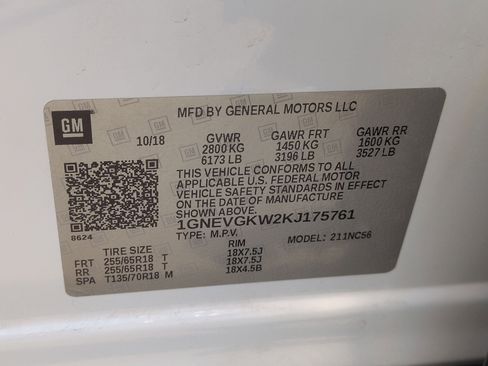 MFD BY GENERAL MOTORS LLC
GM
10/18 GVWR GAWR FRT GAWR RR
2800 KG 1450 KG 1600 KG
6173 LB 3196 LB 3527 LB
THIS VEHICLE CONFORMS TO ALL
APPLICABLE U.S. FEDERAL MOTOR
VEHICLE SAFETY STANDARDS IN EFFECT
ON THE DATE OF MANUFACTURE
SHOWN ABOVE.
8624
1GNEVGKW2KJ175761
TYPE: M.P.V. MODEL: 211NC56
TIRE SIZE RIM
FRT 255/65R18 T 18X7.5J
RR 255/65R18 T 18X7.5J
SPA T135/70R18 M 18X4.5B